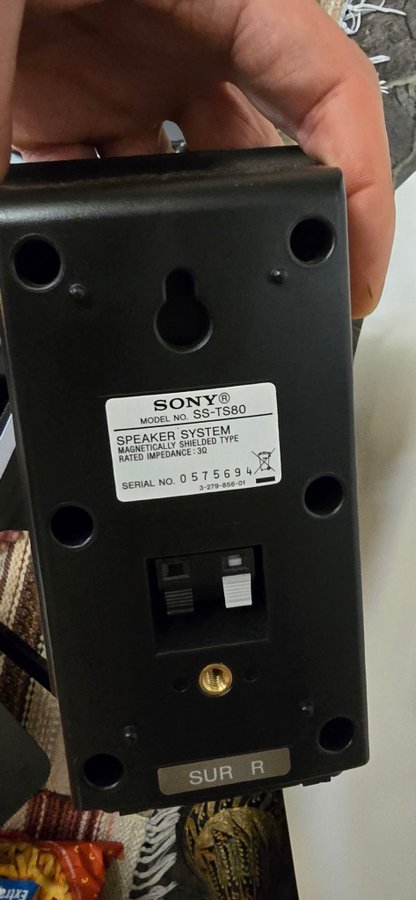 SONY®
MODEL NO. SS-TS80
SPEAKER SYSTEM
MAGNETICALLY SHIELDED TYPE
RATED IMPEDANCE: 3Ω
SERIAL NO. 0575694
3-279-856-01
SUR R
Extra